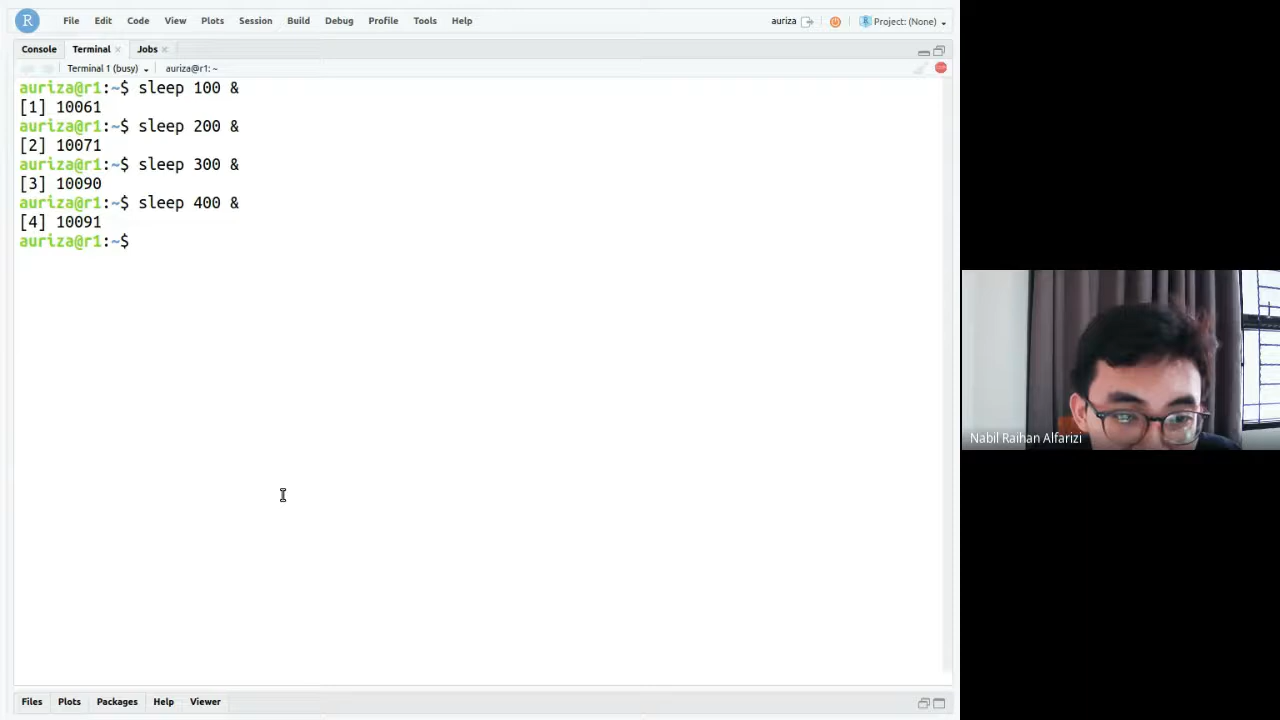 R File Edit Code View Plots Session Build Debug Profile Tools Help auriza Project: (None)
Console Terminal Jobs
Terminal 1 (busy) auriza@r1: ~
auriza@r1:~$ sleep 100 &
[1] 10061
auriza@r1:~$ sleep 200 &
[2] 10071
auriza@r1:~$ sleep 300 &
[3] 10090
auriza@r1:~$ sleep 400 &
[4] 10091
auriza@r1:~$
Nabil Raihan Alfarizi
Files Plots Packages Help Viewer